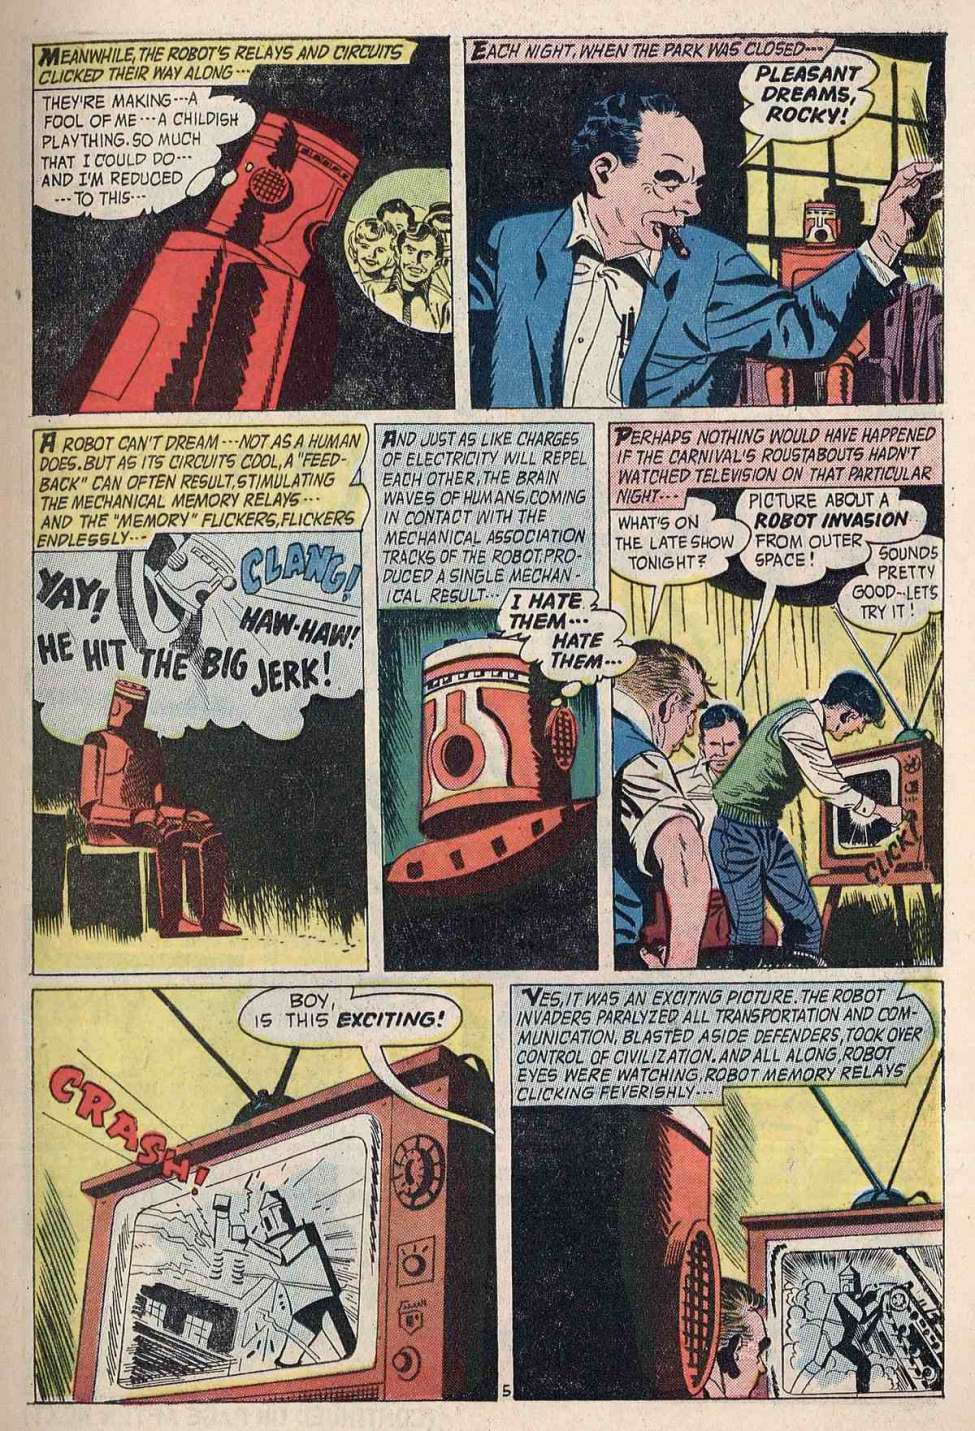 MEANWHILE, THE ROBOT'S RELAYS AND CIRCUITS
CLICKED THEIR WAY ALONG---
THEY'RE MAKING---A
FOOL OF ME---A CHILDISH
PLAYTHING. SO MUCH
THAT I COULD DO---
AND I'M REDUCED
---TO THIS---
EACH NIGHT, WHEN THE PARK WAS CLOSED---
PLEASANT
DREAMS,
ROCKY!
A ROBOT CAN'T DREAM---NOT AS A HUMAN
DOES. BUT AS ITS CIRCUITS COOL, A "FEED-
BACK" CAN OFTEN RESULT, STIMULATING
THE MECHANICAL MEMORY RELAYS---
AND THE "MEMORY" FLICKERS, FLICKERS
ENDLESSLY---
YAY!
CLANG!
HAW-HAW!
HE HIT THE BIG JERK!
AND JUST AS LIKE CHARGES
OF ELECTRICITY WILL REPEL
EACH OTHER, THE BRAIN
WAVES OF HUMANS, COMING
IN CONTACT WITH THE
MECHANICAL ASSOCIATION
TRACKS OF THE ROBOT, PRO-
DUCED A SINGLE MECHAN-
ICAL RESULT---
I HATE
THEM---
HATE
THEM---
PERHAPS NOTHING WOULD HAVE HAPPENED
IF THE CARNIVAL'S ROUSTABOUTS HADN'T
WATCHED TELEVISION ON THAT PARTICULAR
NIGHT---
WHAT'S ON
THE LATE SHOW
TONIGHT?
PICTURE ABOUT A
ROBOT INVASION
FROM OUTER
SPACE!
SOUNDS
PRETTY
GOOD--LETS
TRY IT!
CLICK!
BOY,
IS THIS EXCITING!
CRASH!
YES, IT WAS AN EXCITING PICTURE. THE ROBOT
INVADERS PARALYZED ALL TRANSPORTATION AND COM-
MUNICATION, BLASTED ASIDE DEFENDERS, TOOK OVER
CONTROL OF CIVILIZATION. AND ALL ALONG, ROBOT
EYES WERE WATCHING, ROBOT MEMORY RELAYS
CLICKING FEVERISHLY---
5